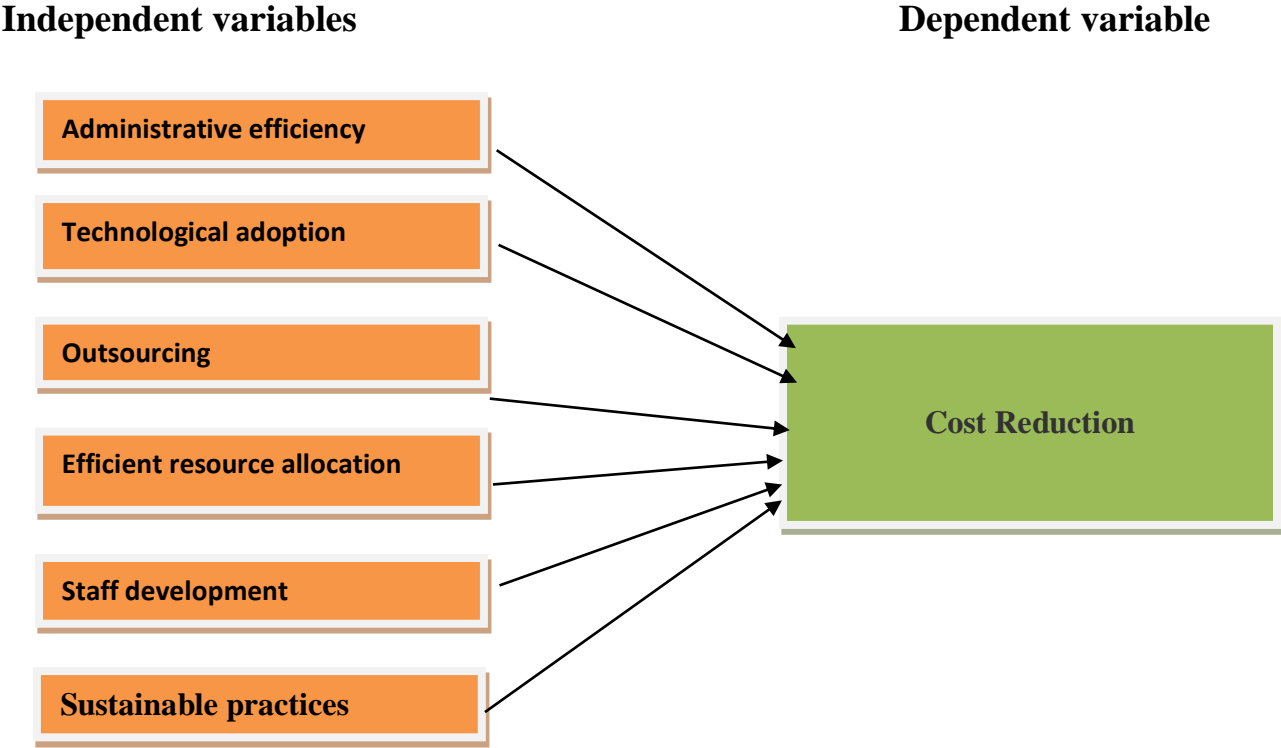 Independent variables
Dependent variable
Administrative efficiency
Technological adoption
Outsourcing
Efficient resource allocation
Staff development
Sustainable practices
Cost Reduction